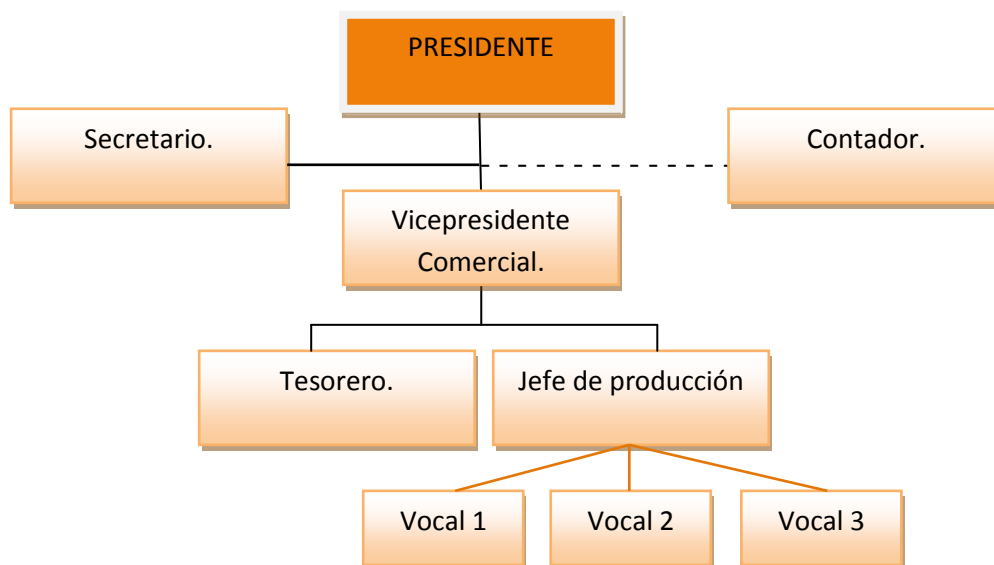 PRESIDENTE
Secretario.
Contador.
Vicepresidente
Comercial.
Tesorero.
Jefe de producción
Vocal 1
Vocal 2
Vocal 3